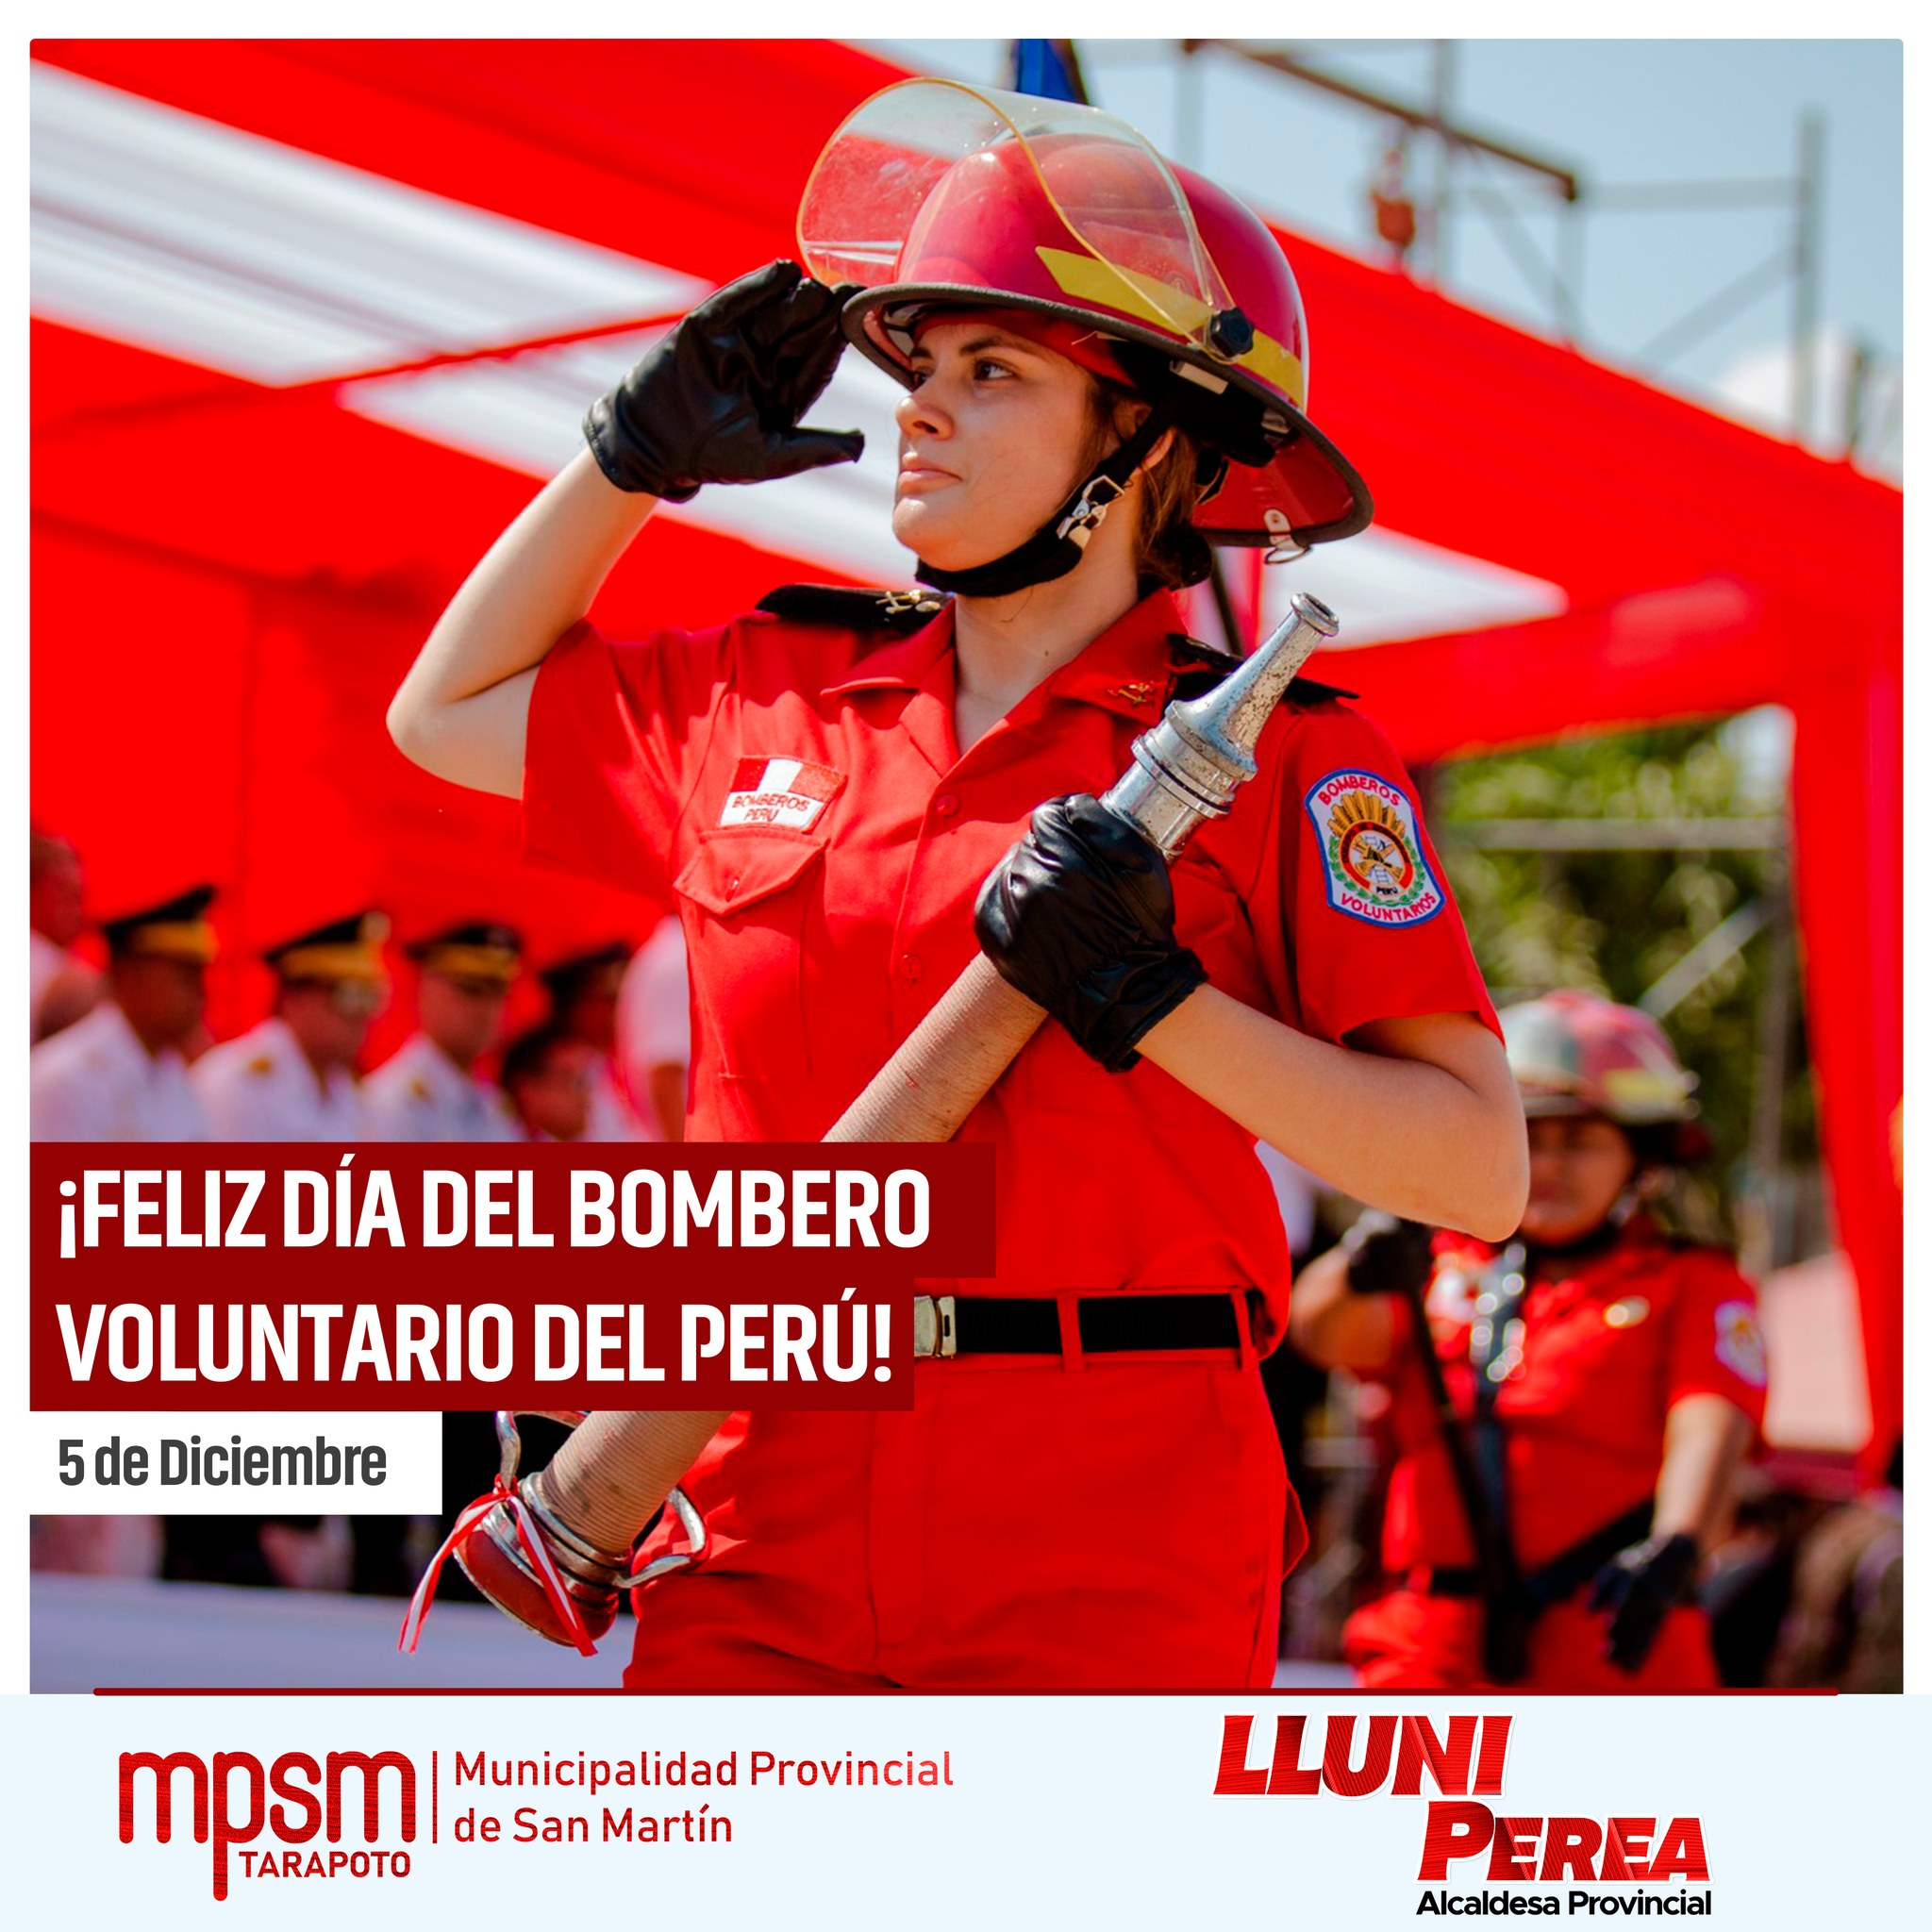 BOMBEROS
PERÚ
BOMBEROS
PERÚ
VOLUNTARIOS
¡FELIZ DÍA DEL BOMBERO
VOLUNTARIO DEL PERÚ!
5 de Diciembre
mpsm
TARAPOTO
Municipalidad Provincial
de San Martín
LLUNI
PEREA
Alcaldesa Provincial